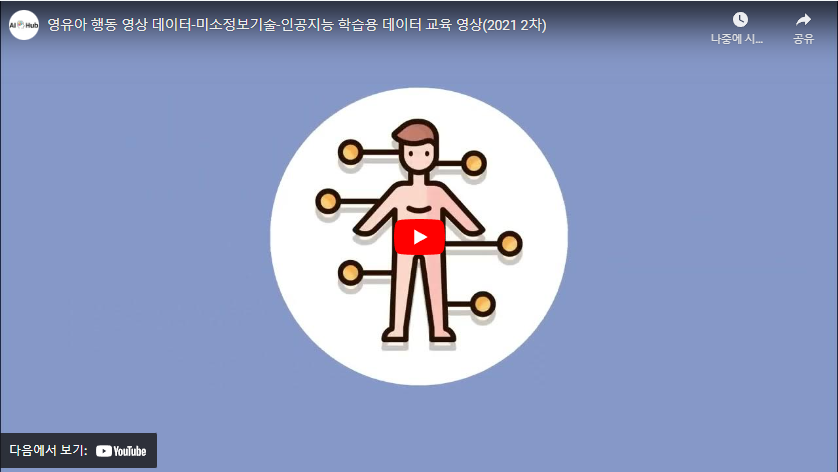 AI Hub
영유아 행동 영상 데이터-미소정보기술-인공지능 학습용 데이터 교육 영상(2021 2차)
나중에 시...
공유
다음에서 보기: YouTube